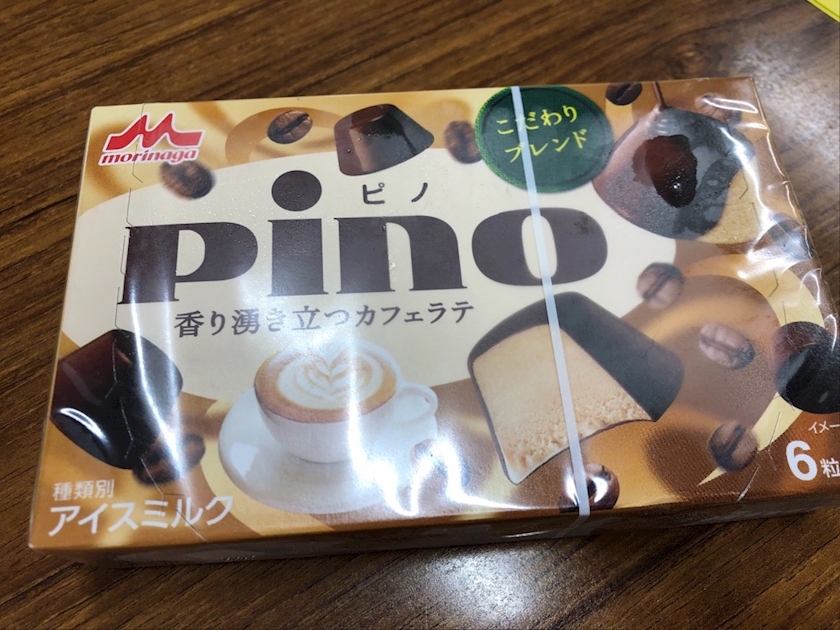 morinaga
こだわり
ブレンド
ピノ
pino
香り湧き立つカフェラテ
種類別
アイスミルク
イメー
6粒